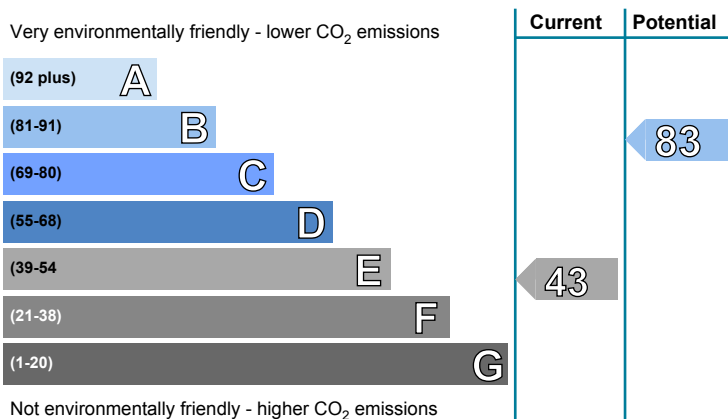 Current Potential
Very environmentally friendly - lower CO2 emissions
(92 plus) A
(81-91) B
83
(69-80) C
(55-68) D
(39-54 E
43
(21-38) F
(1-20) G
Not environmentally friendly - higher CO2 emissions